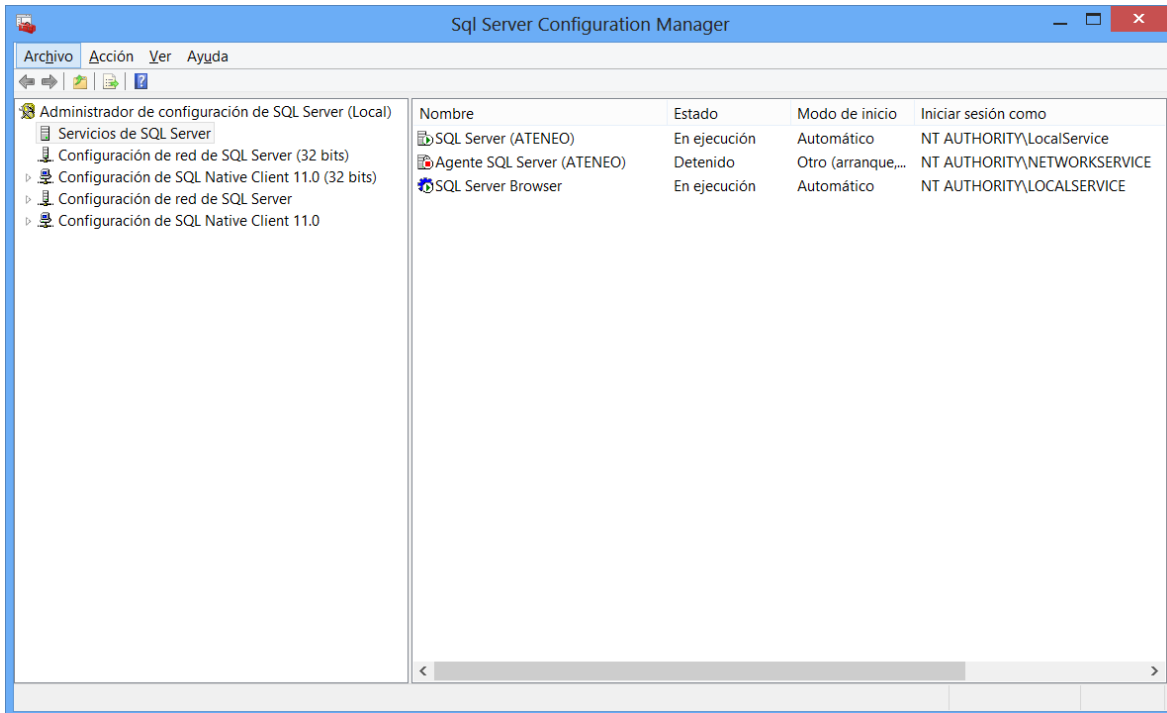 Sql Server Configuration Manager
Archivo Acción Ver Ayuda
Administrador de configuración de SQL Server (Local)
Servicios de SQL Server
Configuración de red de SQL Server (32 bits)
Configuración de SQL Native Client 11.0 (32 bits)
Configuración de red de SQL Server
Configuración de SQL Native Client 11.0
Nombre Estado Modo de inicio Iniciar sesión como
SQL Server (ATENEO) En ejecución Automático NT AUTHORITY\LocalService
Agente SQL Server (ATENEO) Detenido Otro (arranque,... NT AUTHORITY\NETWORKSERVICE
SQL Server Browser En ejecución Automático NT AUTHORITY\LOCALSERVICE